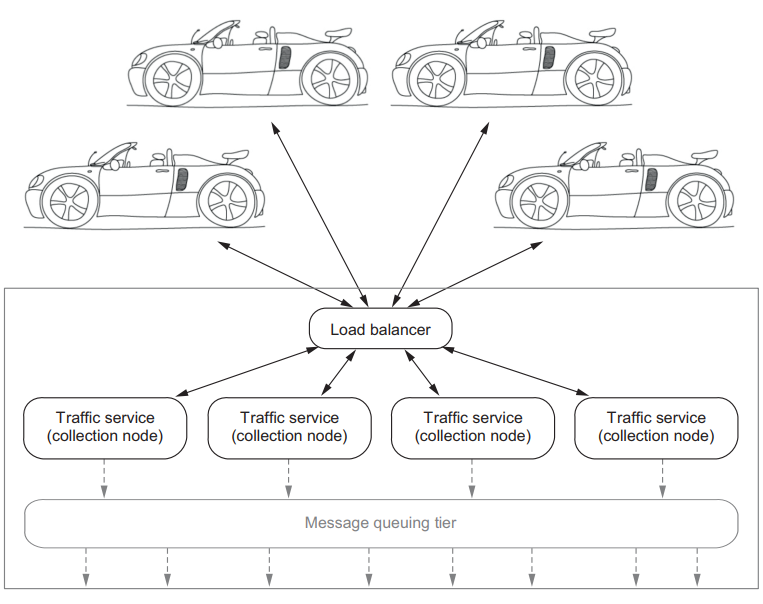 Load balancer
Traffic service
(collection node)
Traffic service
(collection node)
Traffic service
(collection node)
Traffic service
(collection node)
Message queuing tier